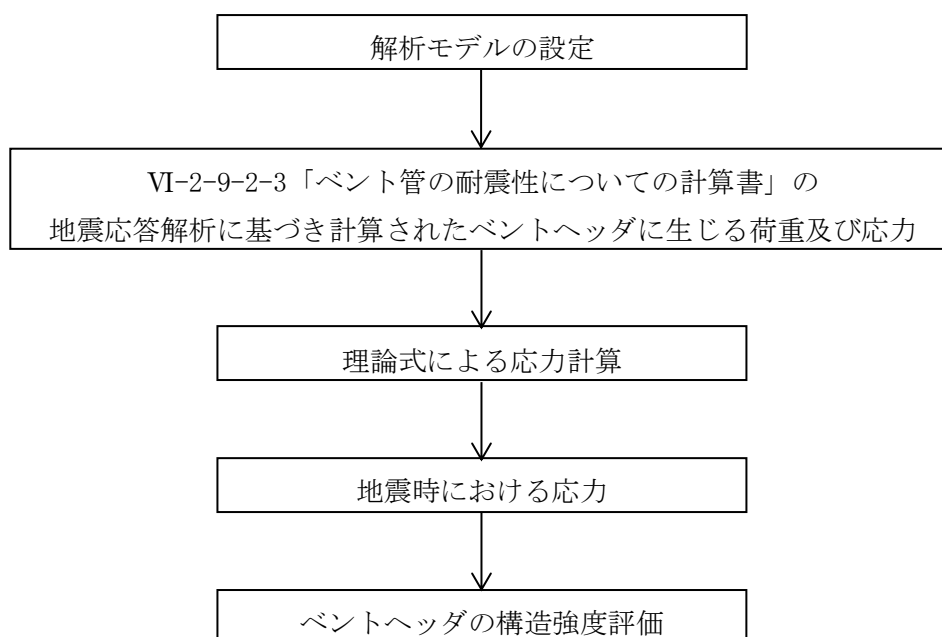 解析モデルの設定
Ⅵ-2-9-2-3「ベント管の耐震性についての計算書」の
地震応答解析に基づき計算されたベントヘッダに生じる荷重及び応力
理論式による応力計算
地震時における応力
ベントヘッダの構造強度評価